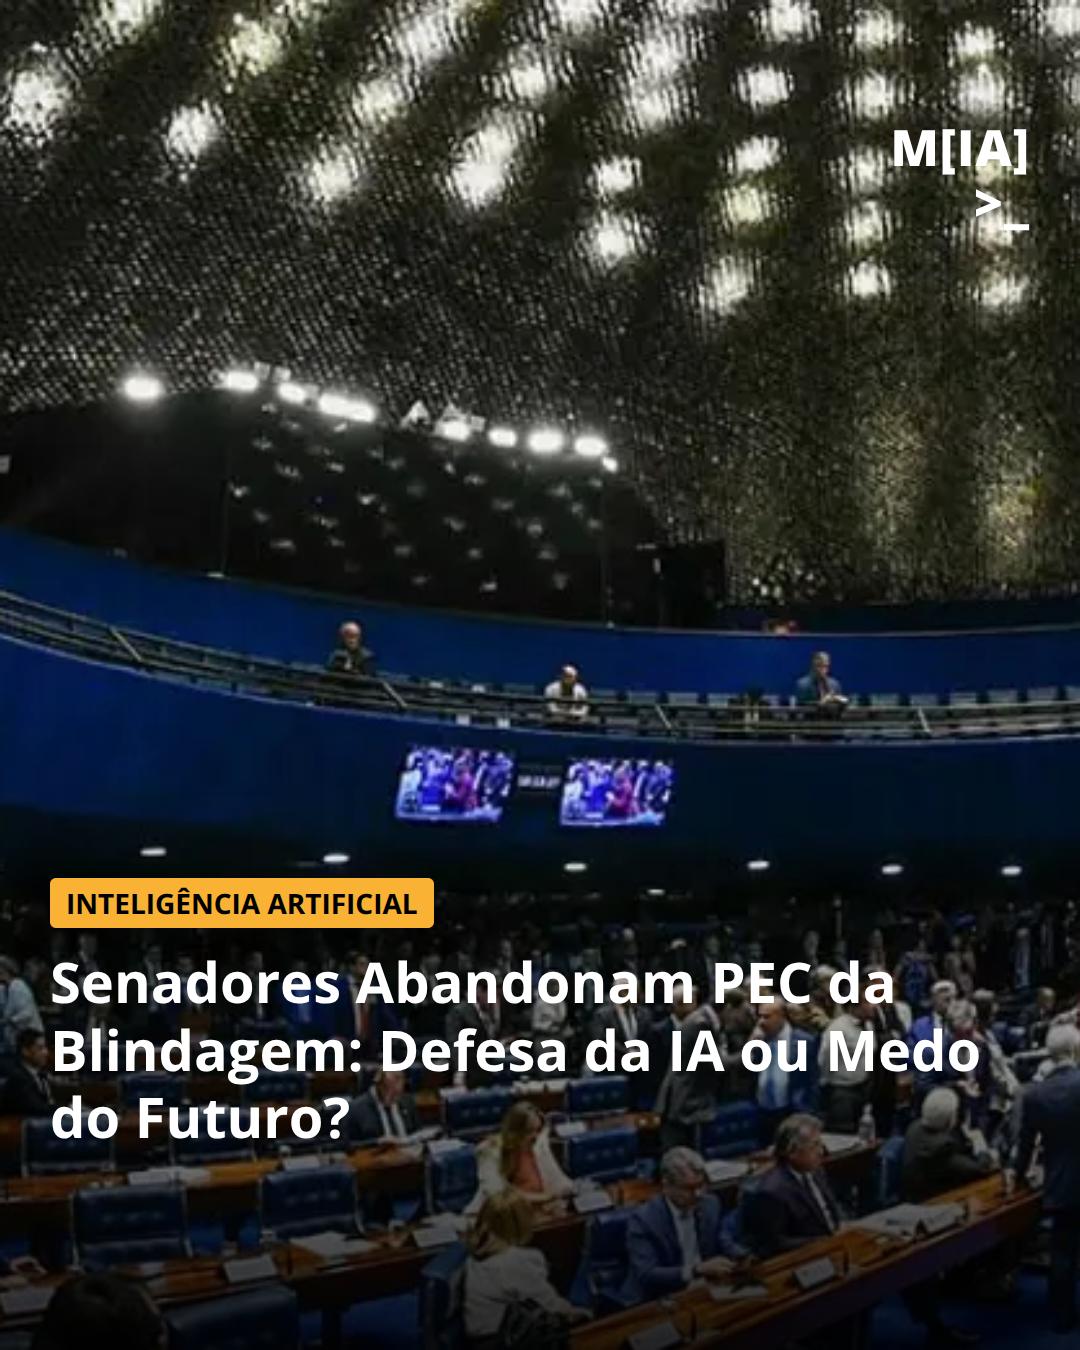 M[IA]
>_
INTELIGÊNCIA ARTIFICIAL
Senadores Abandonam PEC da
Blindagem: Defesa da IA ou Medo
do Futuro?